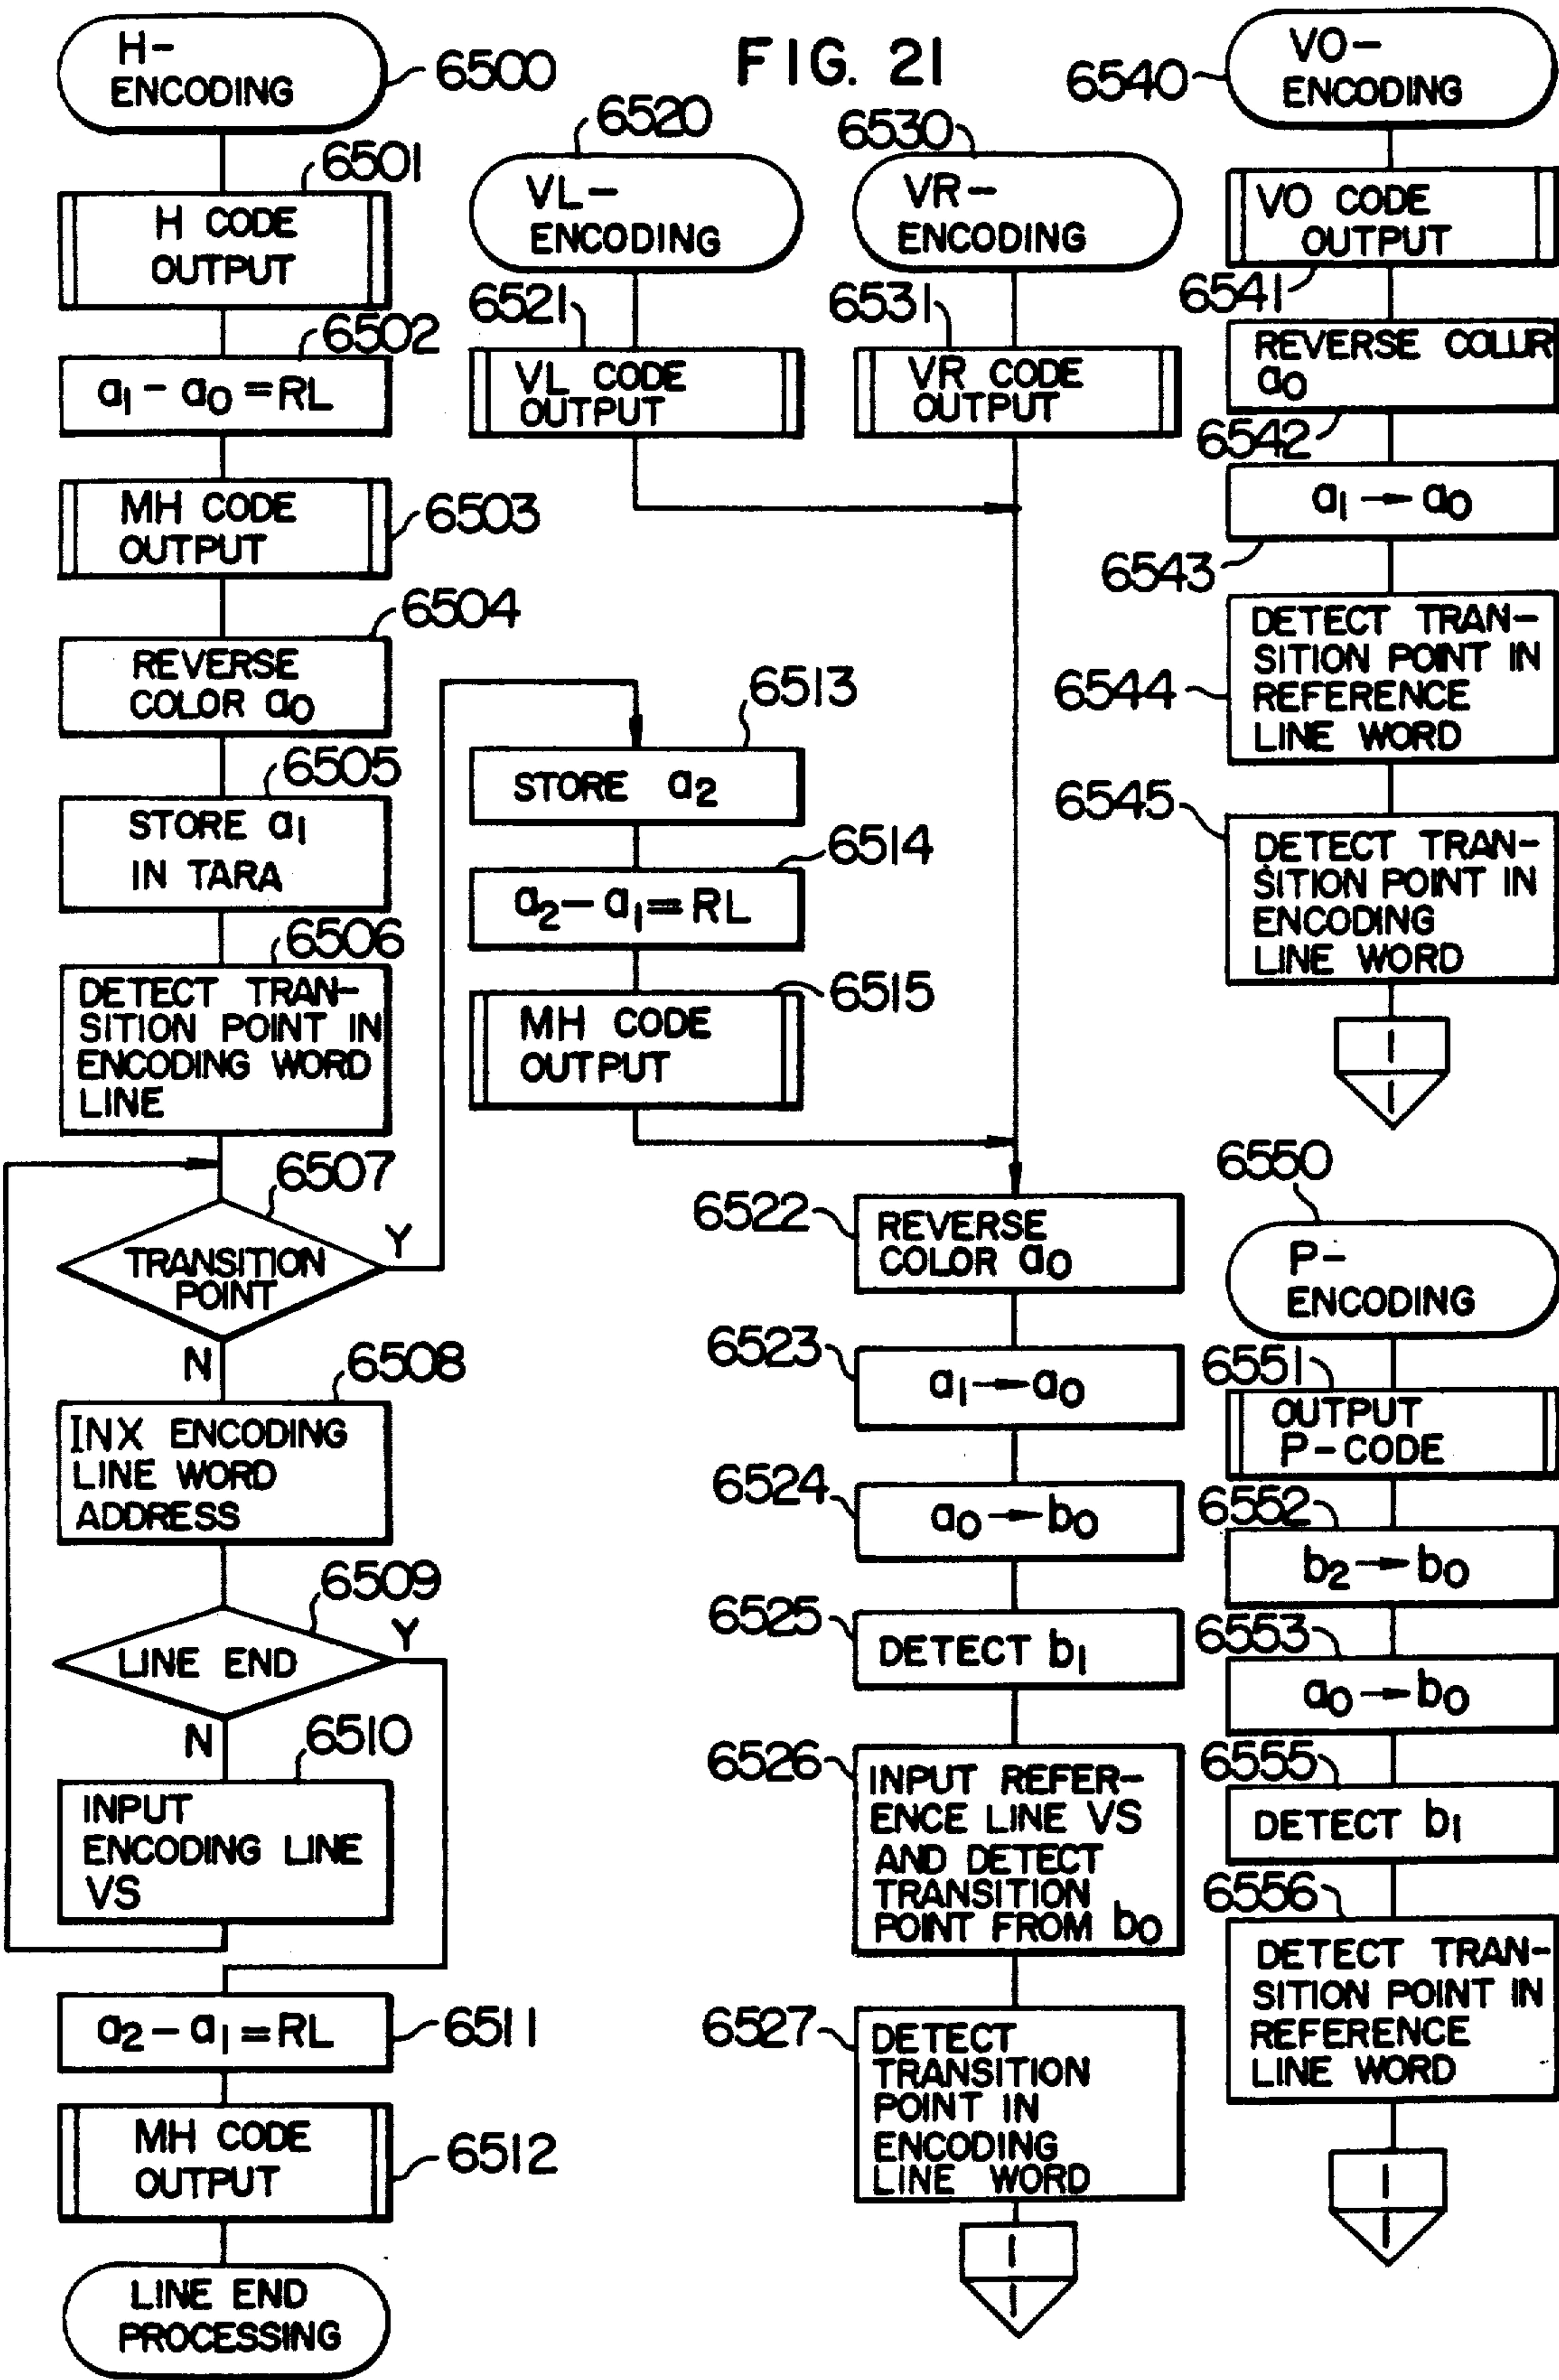 FIG. 21
H-
ENCODING
6500
6501
H CODE
OUTPUT
6502
a1 - a0 = RL
MH CODE
OUTPUT
6503
6504
REVERSE
COLOR a0
6505
STORE a1
IN TARA
6506
DETECT TRAN-
SITION POINT IN
ENCODING WORD
LINE
6507
TRANSITION
POINT
Y
N
6508
INX ENCODING
LINE WORD
ADDRESS
6509
LINE END
Y
N
6510
INPUT
ENCODING LINE
VS
a2 - a1 = RL
6511
MH CODE
OUTPUT
6512
LINE END
PROCESSING
6513
STORE a2
6514
a2 - a1 = RL
6515
MH CODE
OUTPUT
6520
VL-
ENCODING
6521
VL CODE
OUTPUT
6530
VR-
ENCODING
6531
VR CODE
OUTPUT
6522
REVERSE
COLOR a0
6523
a1 → a0
6524
a0 → b0
6525
DETECT b1
6526
INPUT REFER-
ENCE LINE VS
AND DETECT
TRANSITION
POINT FROM b0
6527
DETECT
TRANSITION
POINT IN
ENCODING
LINE WORD
1
6540
VO-
ENCODING
VO CODE
OUTPUT
6541
REVERSE COLUR
a0
6542
a1 → a0
6543
DETECT TRAN-
SITION POINT IN
REFERENCE
LINE WORD
6544
6545
DETECT TRAN-
SITION POINT IN
ENCODING
LINE WORD
1
6550
P-
ENCODING
6551
OUTPUT
P-CODE
6552
b2 → b0
6553
a0 → b0
6555
DETECT b1
6556
DETECT TRAN-
SITION POINT IN
REFERENCE
LINE WORD
1